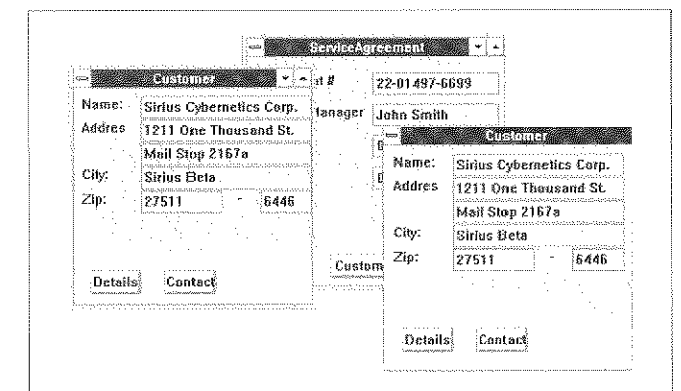 ServiceAgreement
t #
22-01497-6699
Manager
John Smith
Custom
Customer
Name:
Sirius Cybernetics Corp.
Addres
1211 One Thousand St.
Mail Stop 2167a
City:
Sirius Beta
Zip:
27511 - 6446
Details
Contact
Customer
Name:
Sirius Cybernetics Corp.
Addres
1211 One Thousand St.
Mail Stop 2167a
City:
Sirius Beta
Zip:
27511 - 6446
Details
Contact